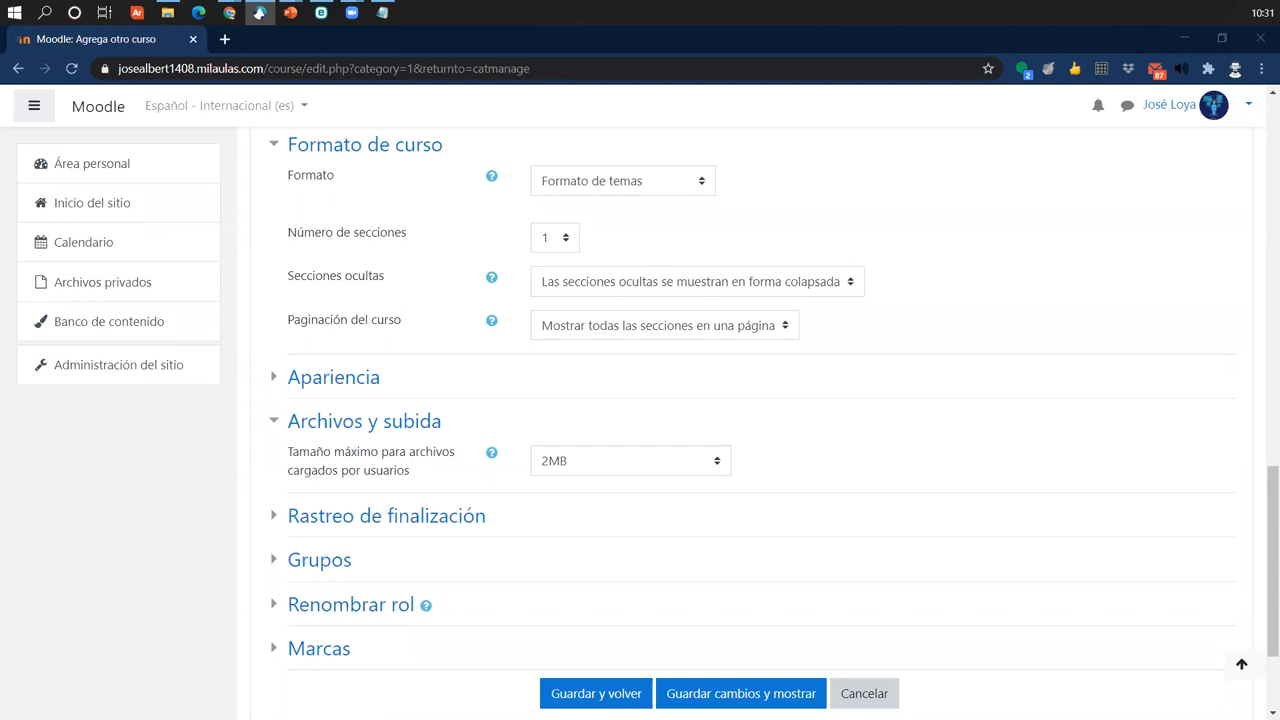 10:31
Moodle: Agrega otro curso
josealbert1408.milaulas.com/course/edit.php?category=1&returnto=catmanage
2
87
Moodle
Español - Internacional (es)
José Loya
Área personal
Inicio del sitio
Calendario
Archivos privados
Banco de contenido
Administración del sitio
Formato de curso
Formato
Formato de temas
Número de secciones
1
Secciones ocultas
Las secciones ocultas se muestran en forma colapsada
Paginación del curso
Mostrar todas las secciones en una página
Apariencia
Archivos y subida
Tamaño máximo para archivos
cargados por usuarios
2MB
Rastreo de finalización
Grupos
Renombrar rol
Marcas
Guardar y volver
Guardar cambios y mostrar
Cancelar